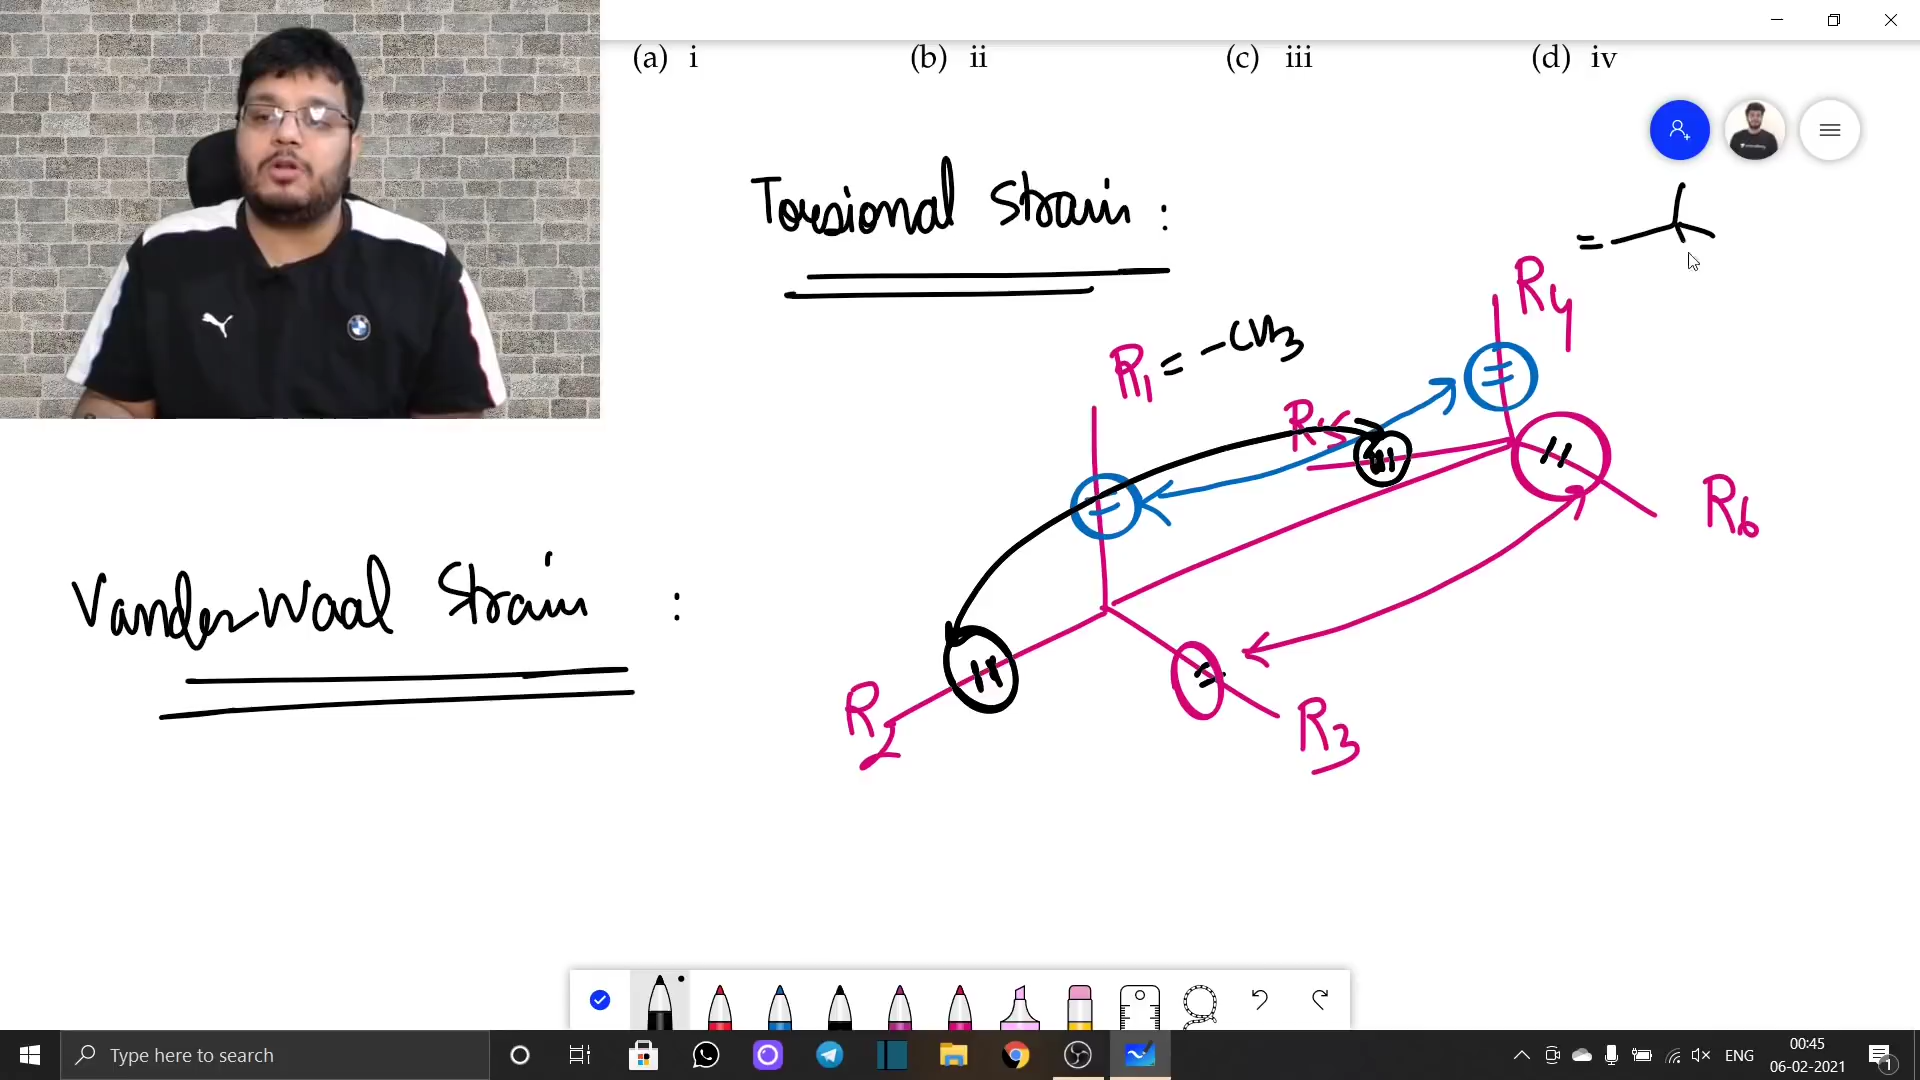 (a) i (b) ii (c) iii (d) iv
Torsional Strain :
=
R4
R1 = -CH3
R5
R6
Vander Waal Strain :
R2
R3
Type here to search
ENG
00:45
06-02-2021
1